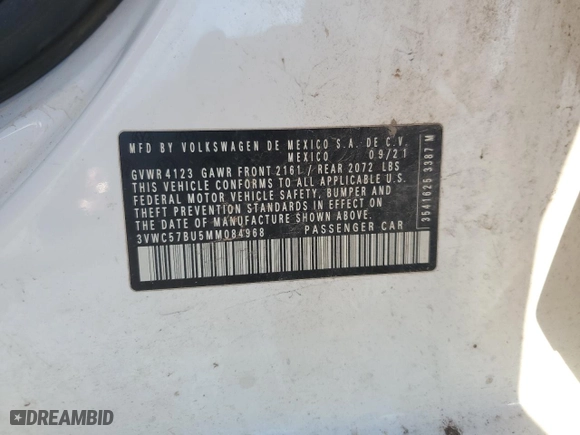 MFD BY VOLKSWAGEN DE MEXICO S.A. DE C.V.
MEXICO 09/21
GVWR 4123 GAWR FRONT 2161 / REAR 2072 LBS
THIS VEHICLE CONFORMS TO ALL APPLICABLE U.S.
FEDERAL MOTOR VEHICLE SAFETY, BUMPER AND
THEFT PREVENTION STANDARDS IN EFFECT ON THE
DATE OF MANUFACTURE SHOWN ABOVE.
3VWC57BU5MM084968 PASSENGER CAR
3541625 3387 M
DREAMBID